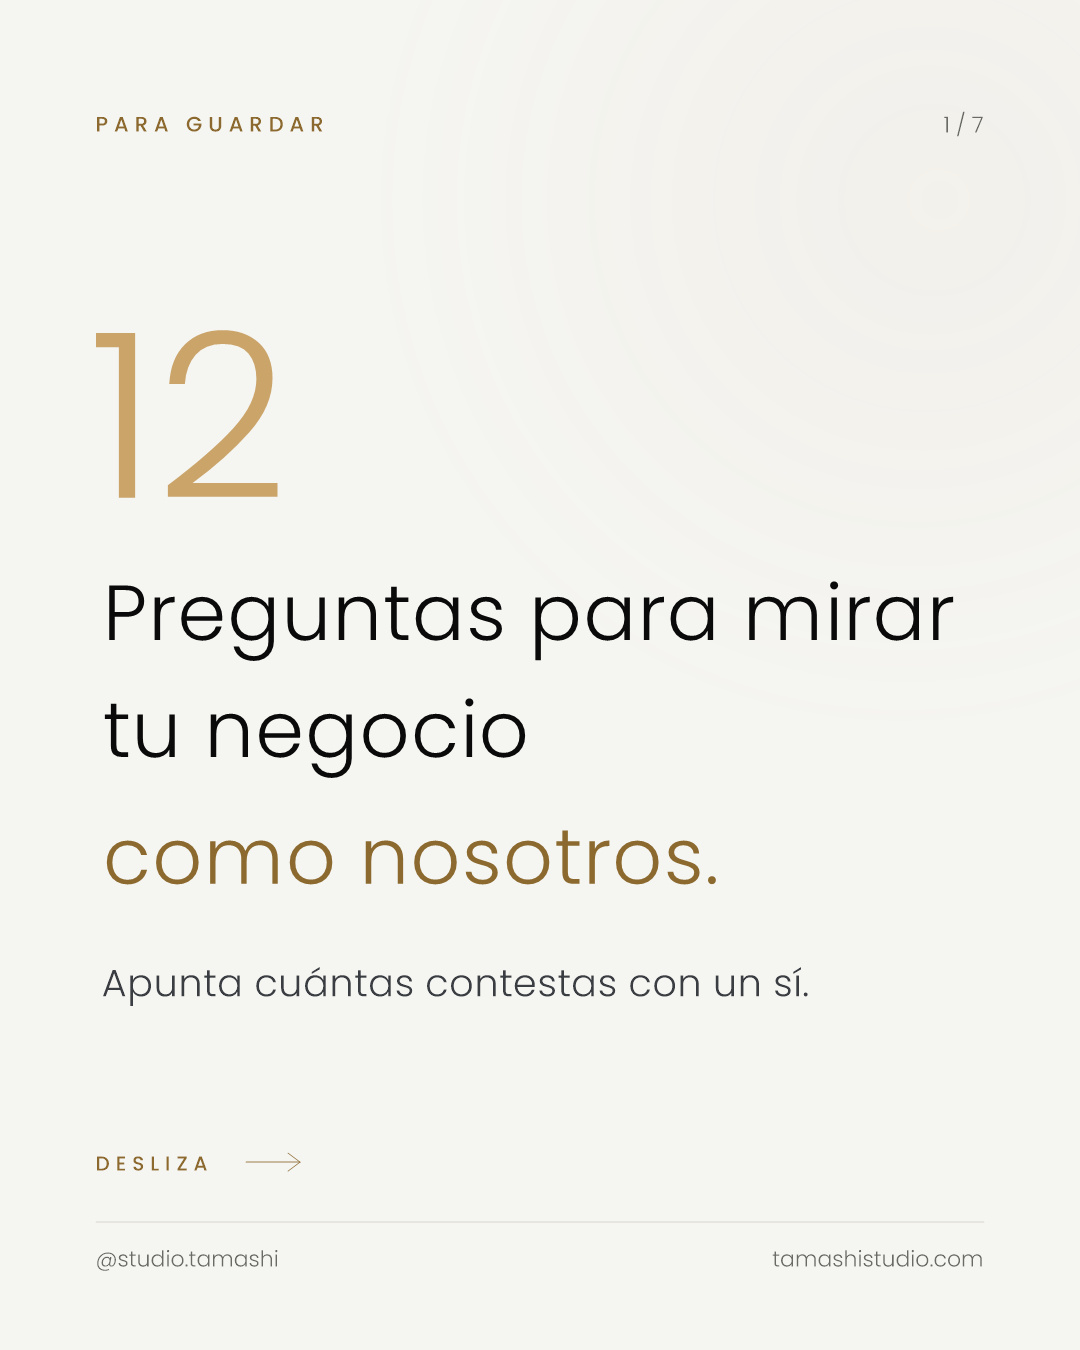 PARA GUARDAR
1 / 7
12
Preguntas para mirar
tu negocio
como nosotros.
Apunta cuántas contestas con un sí.
DESLIZA
@studio.tamashi
tamashistudio.com